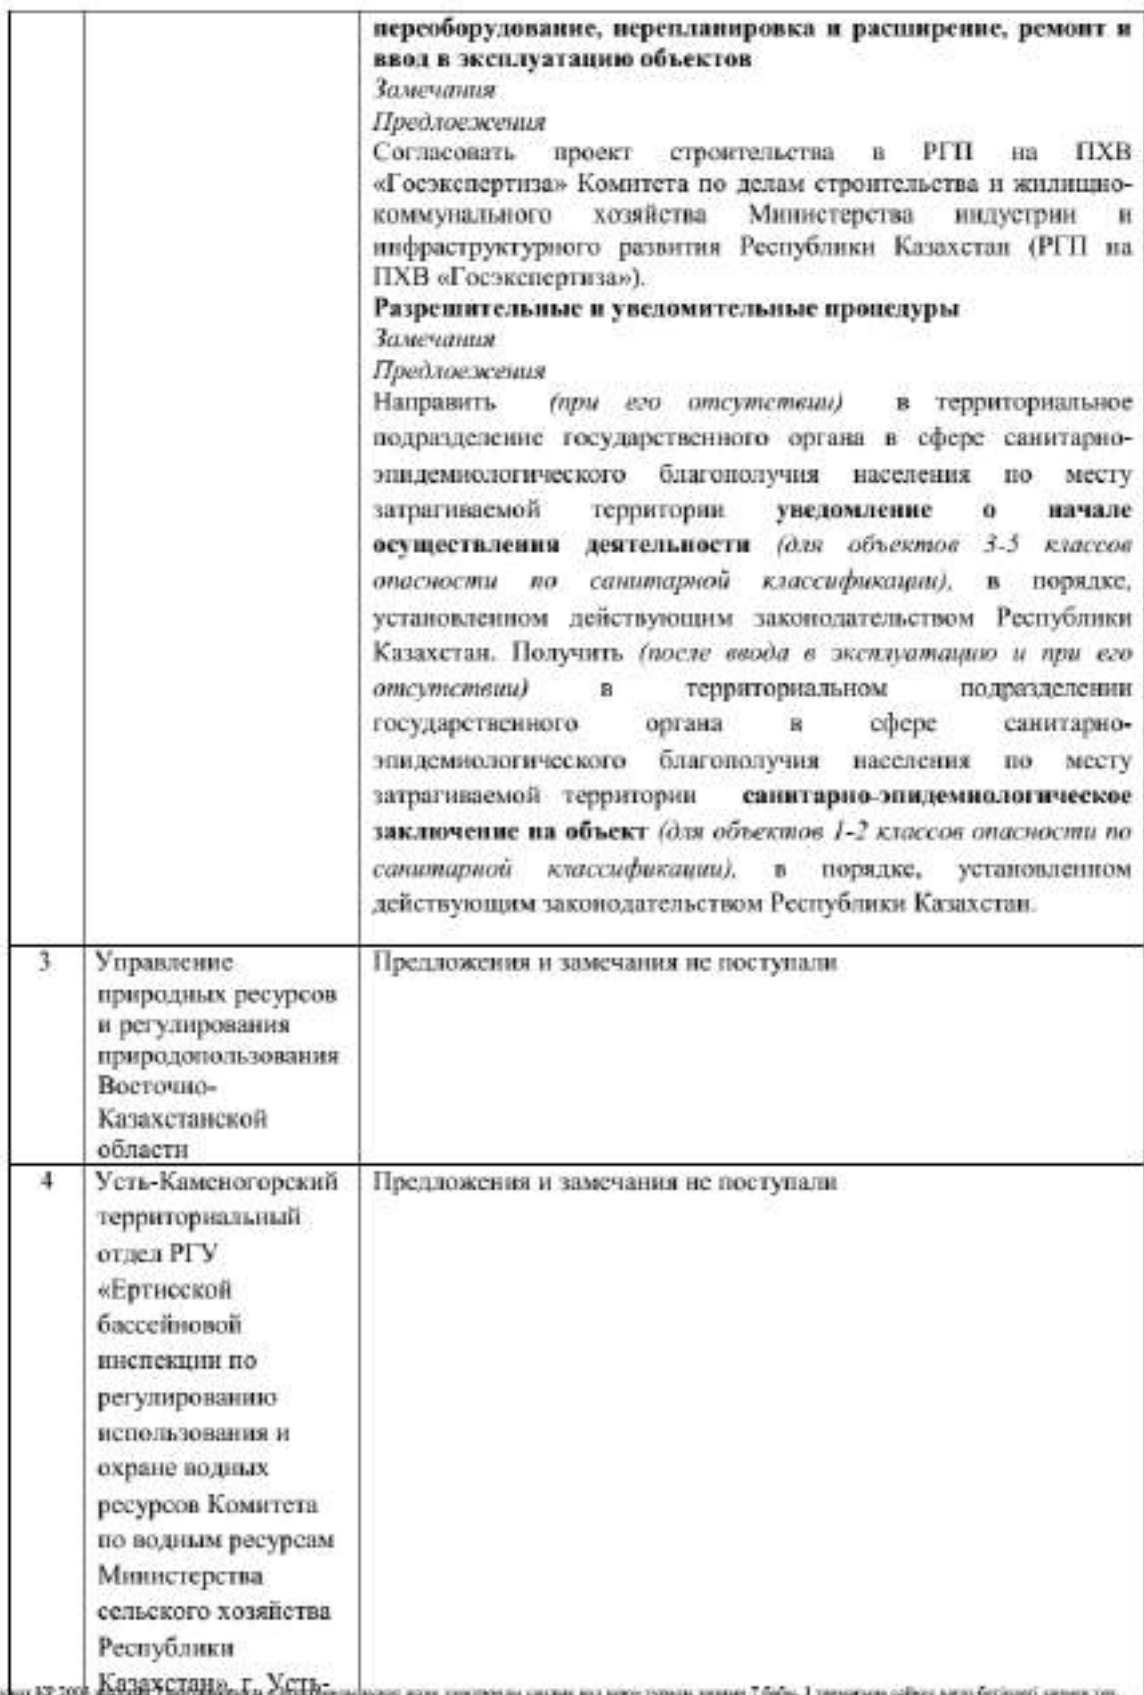 переоборудование, перепланировка и расширение, ремонт и
ввод в эксплуатацию объектов
Замечания
Предлоежения
Согласовать проект строительства в РГП на ПХВ
«Госэкспертиза» Комитета по делам строительства и жилищно-
коммунального хозяйства Министерства индустрии и
инфраструктурного развития Республики Казахстан (РГП на
ПХВ «Госэкспертиза»).
Разрешительные и уведомительные процедуры
Замечания
Предлоежения
Направить (при его отсутствии) в территориальное
подразделение государственного органа в сфере санитарно-
эпидемиологического благополучия населения по месту
затрагиваемой территории уведомление о начале
осуществления деятельности (для объектов 3-5 классов
опасности по санитарной классификации), в порядке,
установленном действующим законодательством Республики
Казахстан. Получить (после ввода в эксплуатацию и при его
отсутствии) в территориальном подразделении
государственного органа в сфере санитарно-
эпидемиологического благополучия населения по месту
затрагиваемой территории санитарно-эпидемиологическое
заключение на объект (для объектов 1-2 классов опасности по
санитарной классификации), в порядке, установленном
действующим законодательством Республики Казахстан.
3 Управление Предложения и замечания не поступали
природных ресурсов
и регулирования
природопользования
Восточно-
Казахстанской
области
4 Усть-Каменогорский Предложения и замечания не поступали
территориальный
отдел РГУ
«Ертисской
бассейновой
инспекции по
регулированию
использования и
охране водных
ресурсов Комитета
по водным ресурсам
Министерства
сельского хозяйства
Республики
Казахстан», г. Усть-